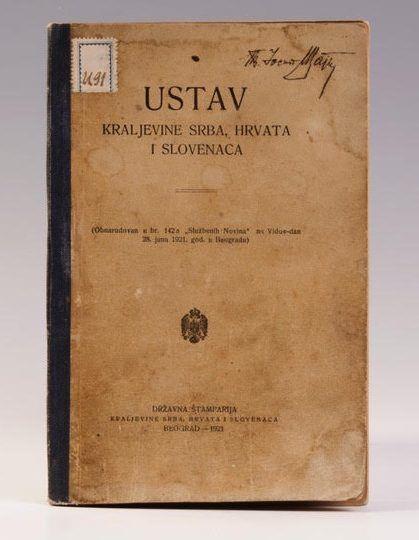 U91
USTAV
KRALJEVINE SRBA, HRVATA
I SLOVENACA
(Obnarodovan u br. 142a „Službenih Novina" na Vidov-dan
28. juna 1921. god. u Beogradu)
DRŽAVNA ŠTAMPARIJA
KRALJEVINE SRBA, HRVATA I SLOVENACA
BEOGRAD — 1921